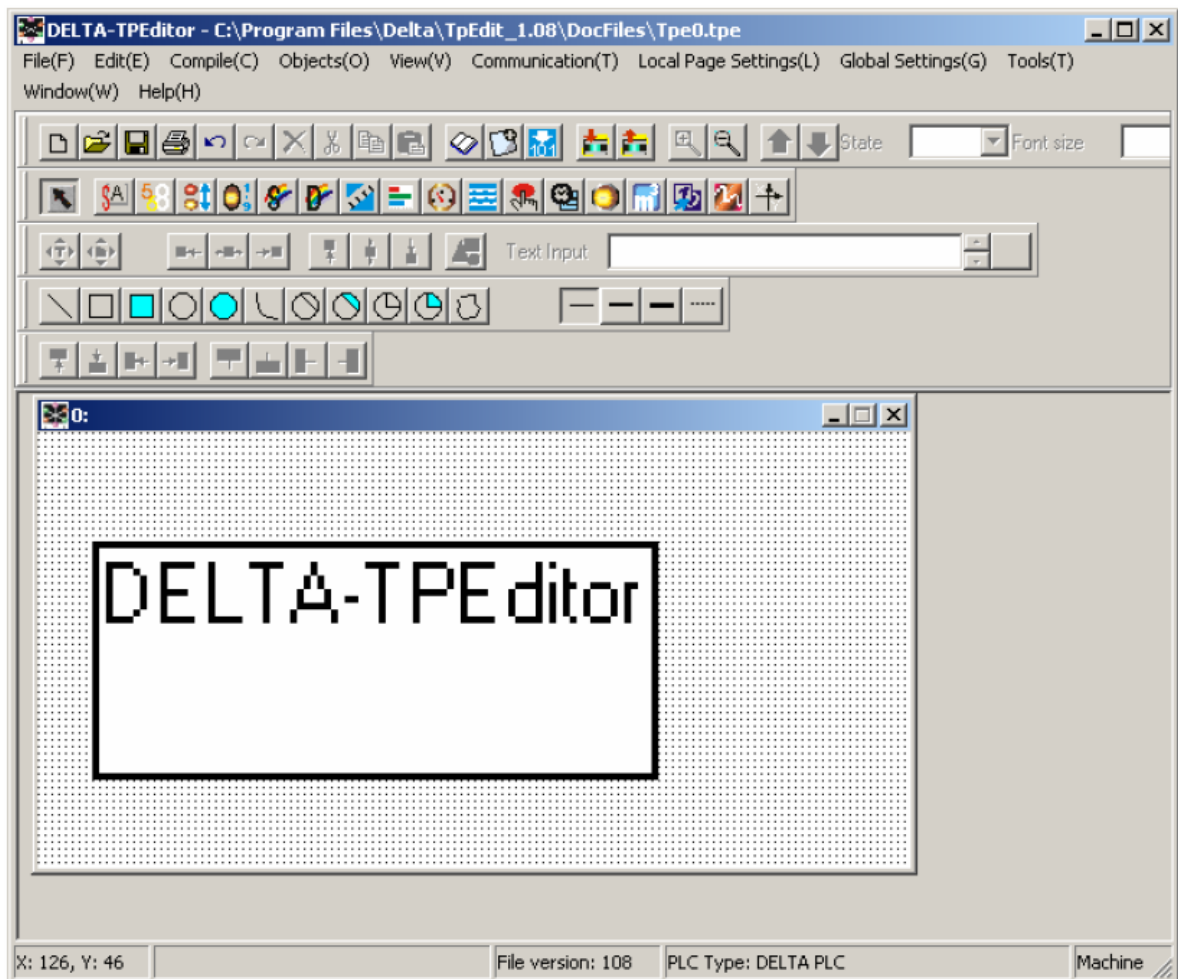 DELTA-TPEditor - C:\Program Files\Delta\TpEdit_1.08\DocFiles\Tpe0.tpe
File(F) Edit(E) Compile(C) Objects(O) View(V) Communication(T) Local Page Settings(L) Global Settings(G) Tools(T)
Window(W) Help(H)
101 State Font size
Text Input
0:
DELTA-TPEditor
X: 126, Y: 46 File version: 108 PLC Type: DELTA PLC Machine